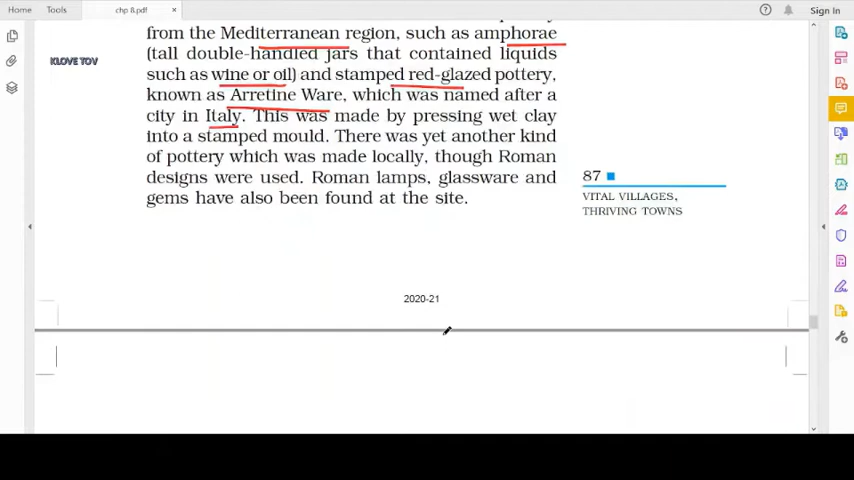 Home Tools chp 8.pdf × Sign In
from the Mediterranean region, such as amphorae
(tall double-handled jars that contained liquids
KLOVE TOV
such as wine or oil) and stamped red-glazed pottery,
known as Arretine Ware, which was named after a
city in Italy. This was made by pressing wet clay
into a stamped mould. There was yet another kind
of pottery which was made locally, though Roman
designs were used. Roman lamps, glassware and
gems have also been found at the site.
87
VITAL VILLAGES,
THRIVING TOWNS
2020-21